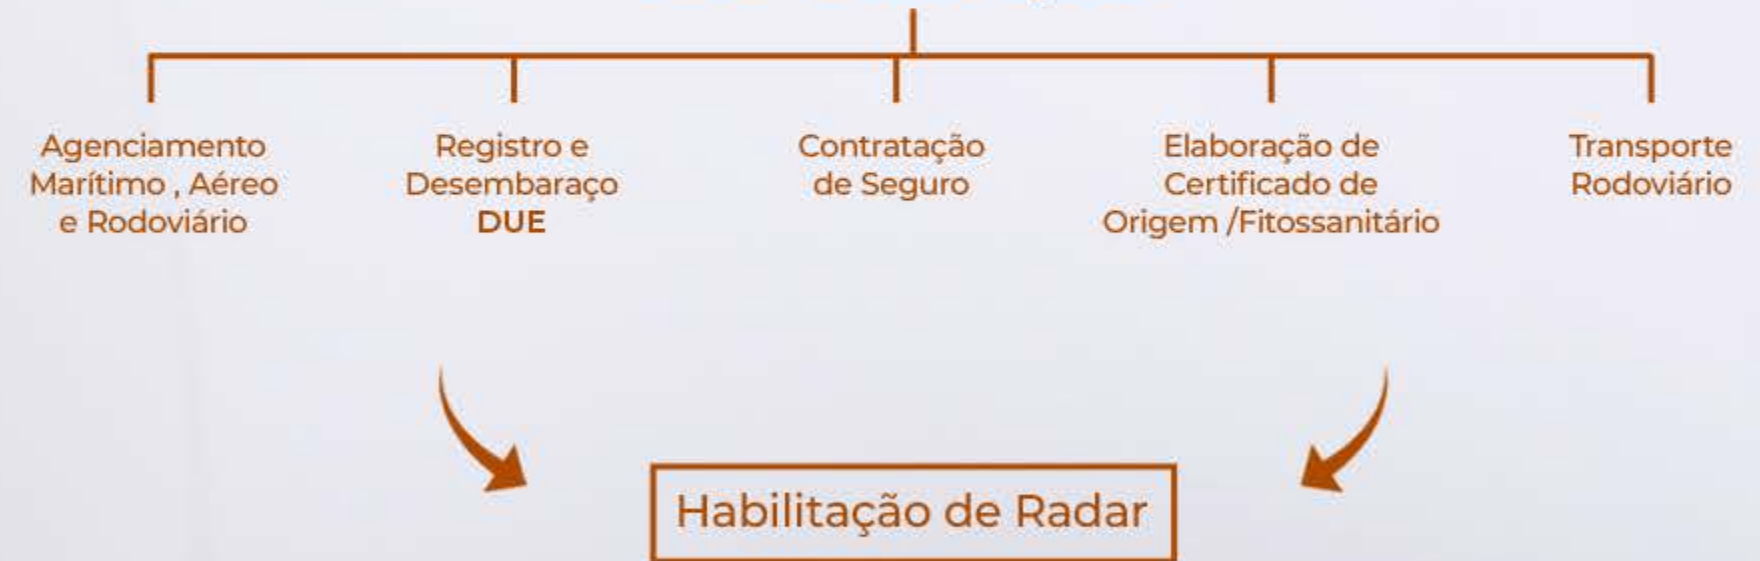 Agenciamento
Marítimo , Aéreo
e Rodoviário
Registro e
Desembaraço
DUE
Contratação
de Seguro
Elaboração de
Certificado de
Origem /Fitossanitário
Transporte
Rodoviário
Habilitação de Radar